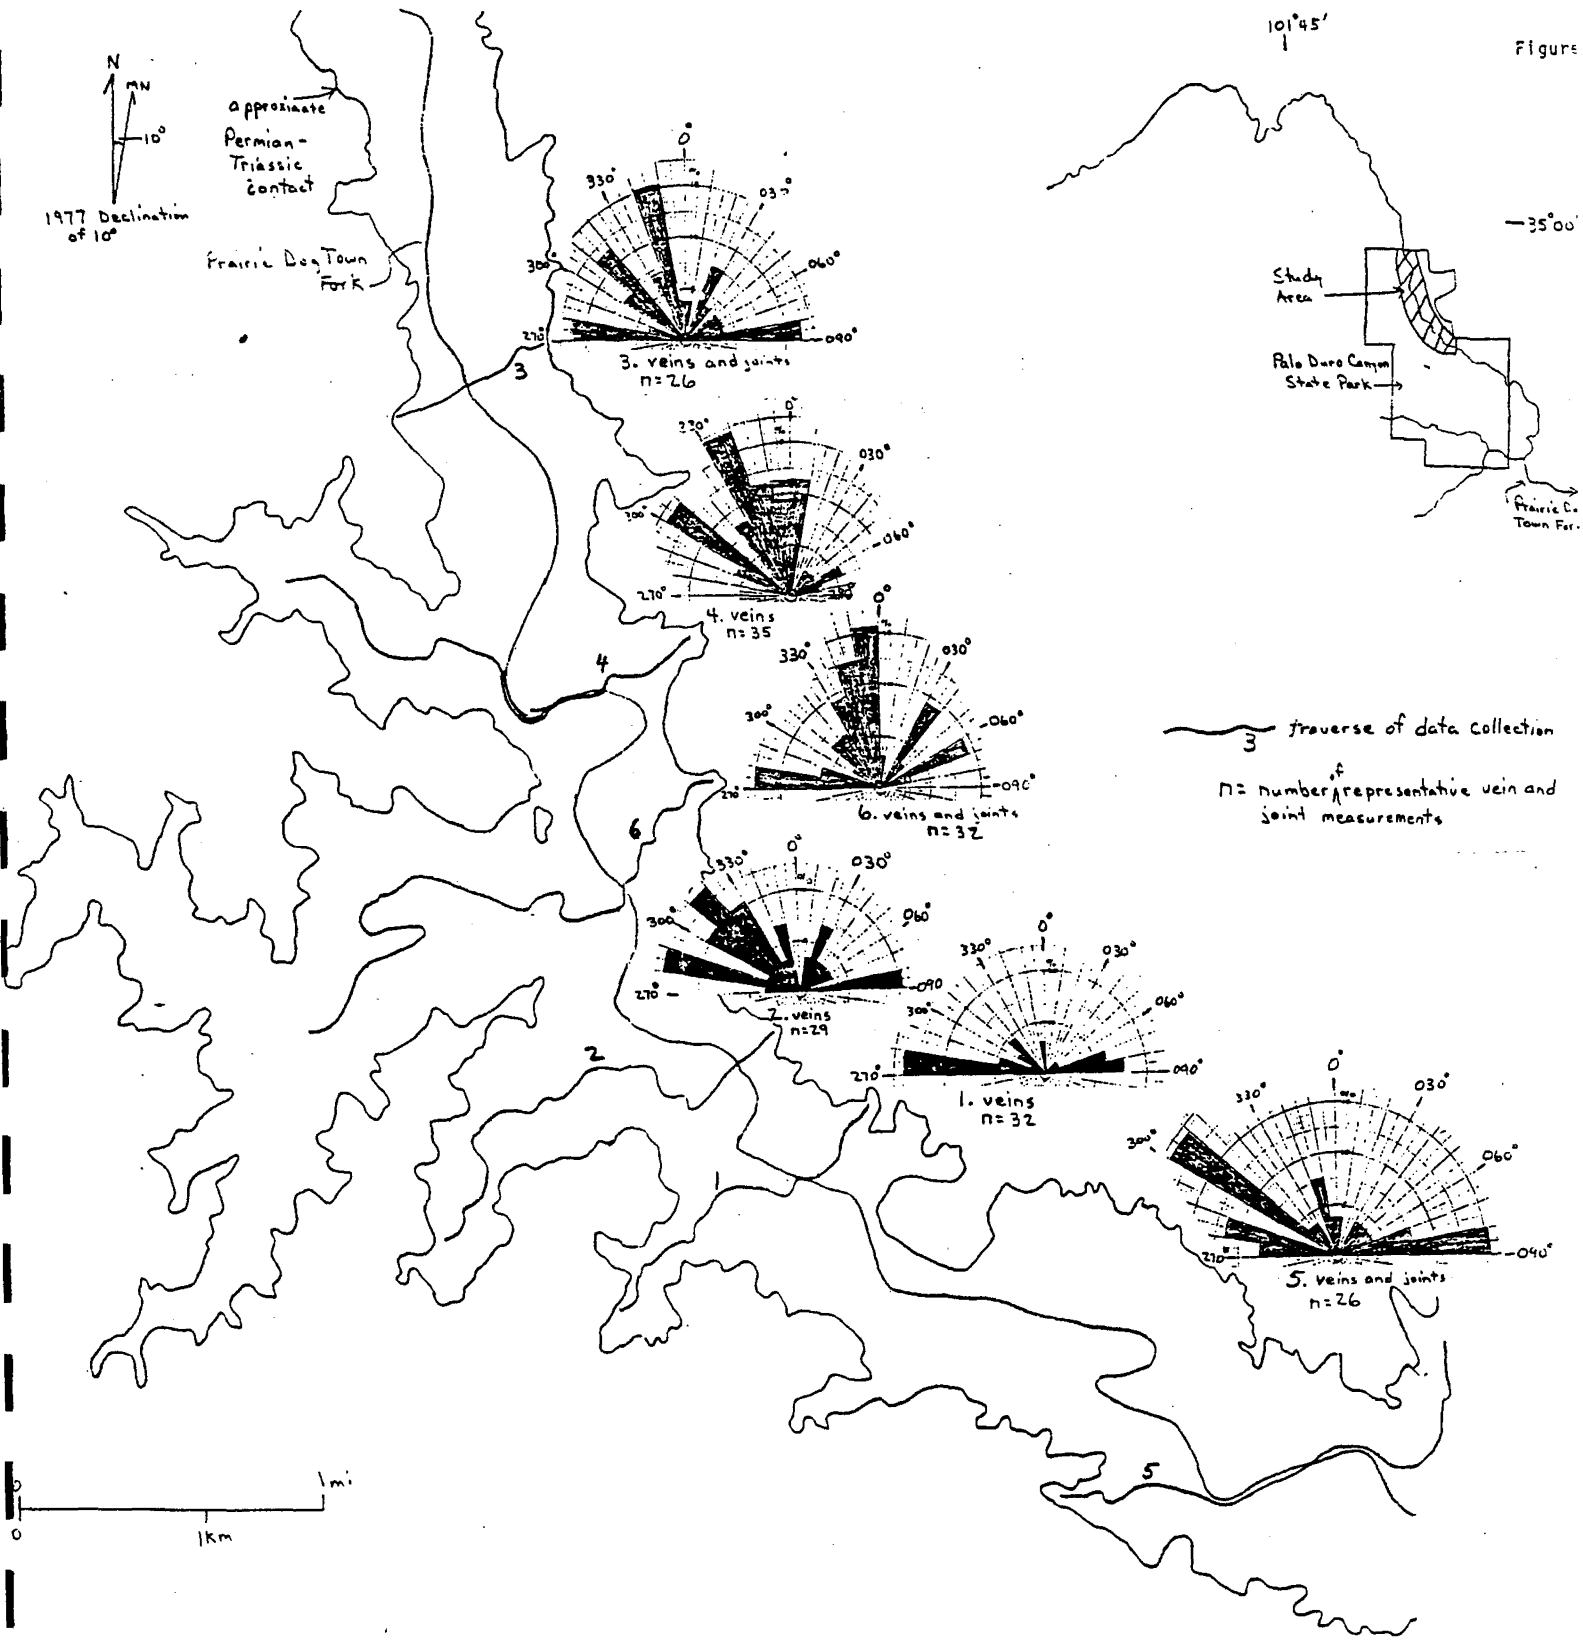 101°45'
Figure
N
MN
10°
approximate
Permian-
Triassic
contact
1977 Declination
of 10°
Prairie Dog Town
Fork
35°00'
Study
Area
Palo Duro Canyon
State Park
Prairie
Town
0°
330°
030°
300°
060°
270°
090°
3. veins and joints
n=26
3
0°
330°
%
030°
300°
060°
270°
4. veins
n=35
4
0°
%
330°
030°
300°
060°
270°
090°
6. veins and joints
n=32
6
3
traverse of data collection
n= number of representative vein and
joint measurements
0°
330°
030°
300°
060°
270°
090
2. veins
n=29
2
0°
330°
%
030°
300°
060°
270°
090°
1. veins
n=32
1
0°
330°
030°
300°
060°
270°
090°
5. veins and joints
n=26
5
0
1mi
0
1km